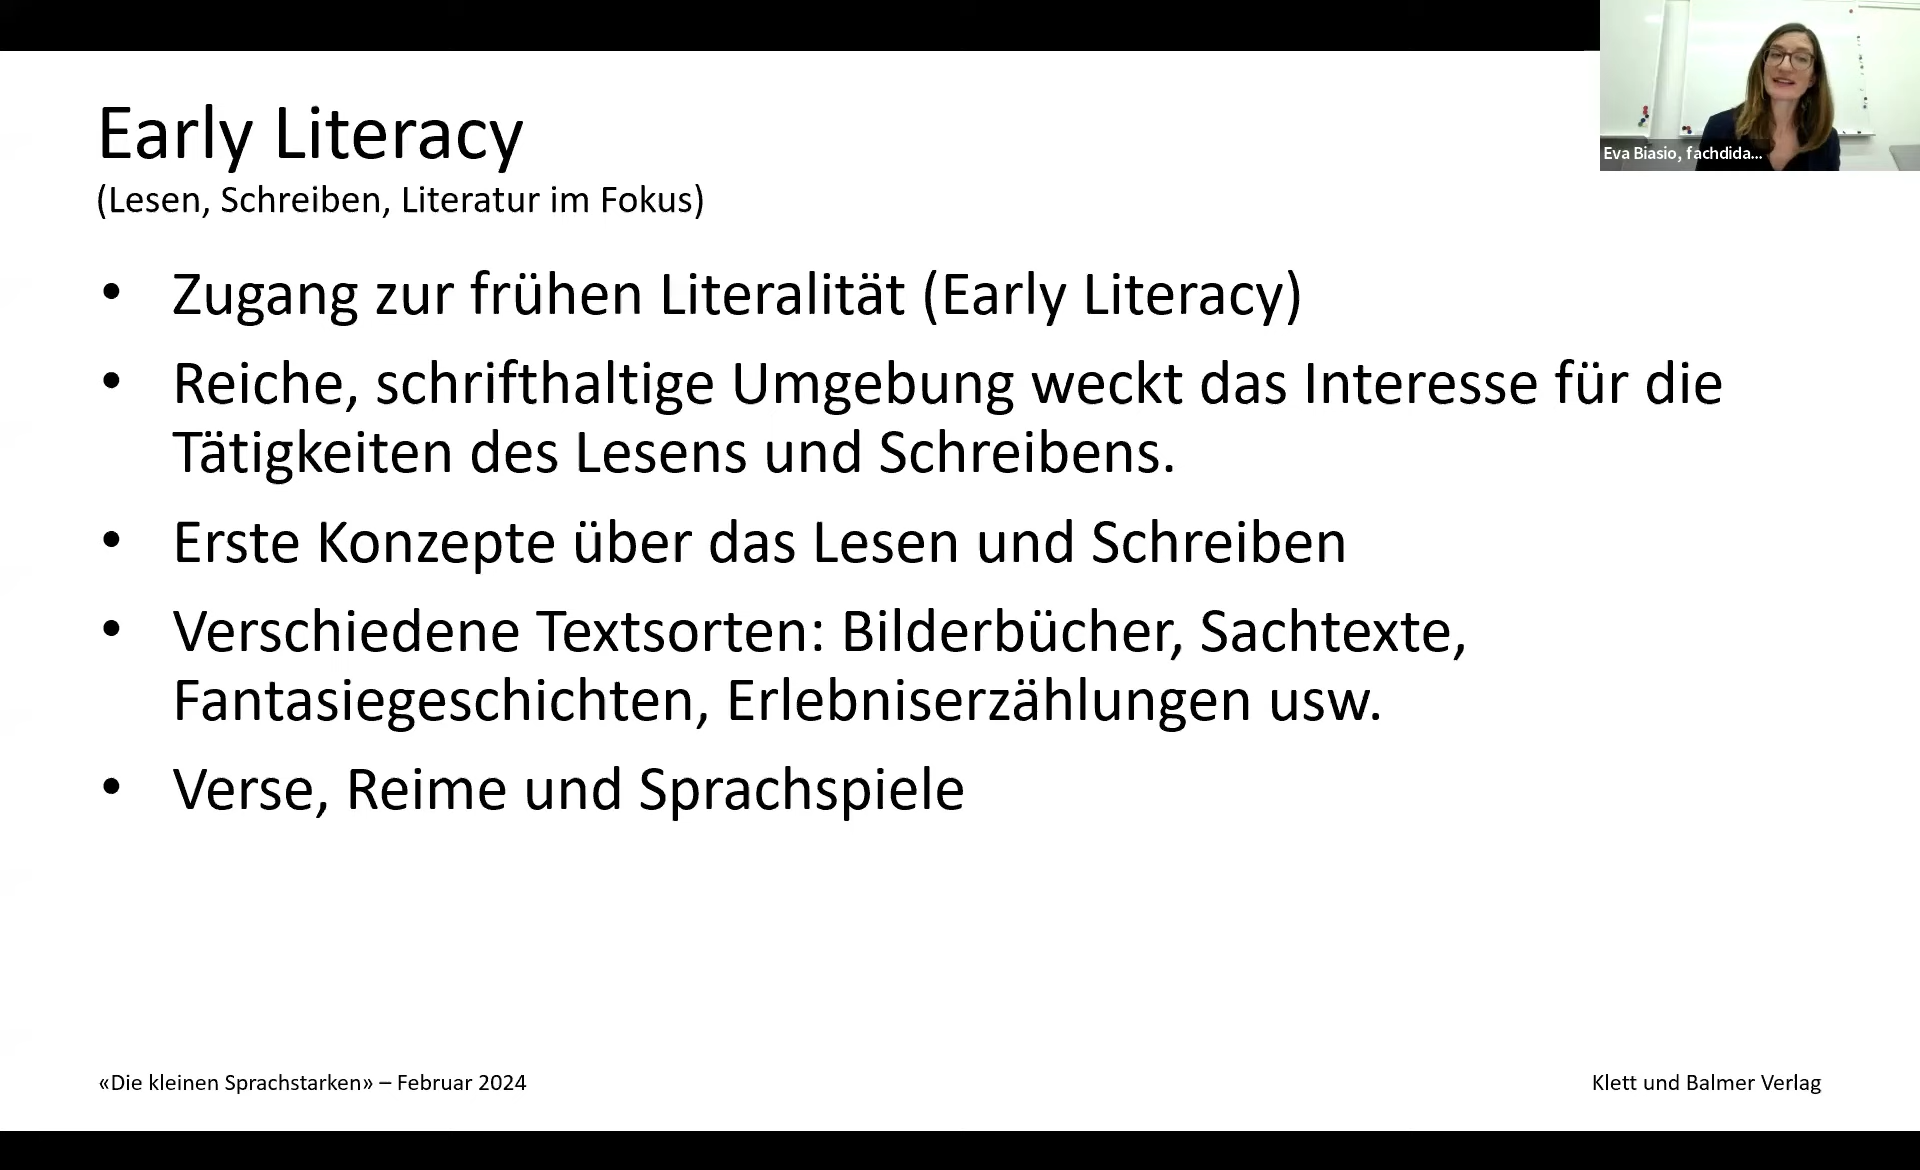 Early Literacy
(Lesen, Schreiben, Literatur im Fokus)
Eva Biasio, fachdida...
• Zugang zur frühen Literalität (Early Literacy)
• Reiche, schrifthaltige Umgebung weckt das Interesse für die
Tätigkeiten des Lesens und Schreibens.
• Erste Konzepte über das Lesen und Schreiben
• Verschiedene Textsorten: Bilderbücher, Sachtexte,
Fantasiegeschichten, Erlebniserzählungen usw.
• Verse, Reime und Sprachspiele
«Die kleinen Sprachstarken» – Februar 2024
Klett und Balmer Verlag